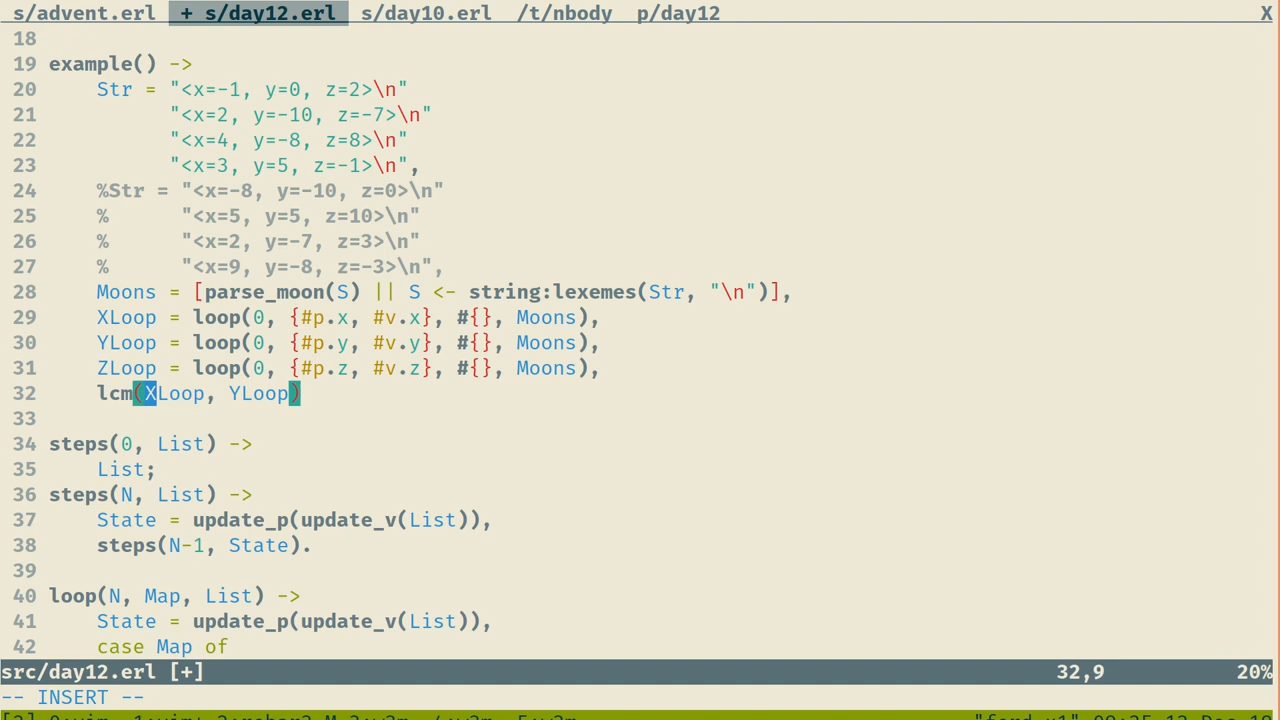 s/advent.erl  + s/day12.erl  s/day10.erl  /t/nbody  p/day12  X
18
19 example() ->
20     Str = "<x=-1, y=0, z=2>\n"
21           "<x=2, y=-10, z=-7>\n"
22           "<x=4, y=-8, z=8>\n"
23           "<x=3, y=5, z=-1>\n",
24     %Str = "<x=-8, y=-10, z=0>\n"
25     %      "<x=5, y=5, z=10>\n"
26     %      "<x=2, y=-7, z=3>\n"
27     %      "<x=9, y=-8, z=-3>\n",
28     Moons = [parse_moon(S) || S <- string:lexemes(Str, "\n")],
29     XLoop = loop(0, {#p.x, #v.x}, #{}, Moons),
30     YLoop = loop(0, {#p.y, #v.y}, #{}, Moons),
31     ZLoop = loop(0, {#p.z, #v.z}, #{}, Moons),
32     lcm(XLoop, YLoop)
33
34 steps(0, List) ->
35     List;
36 steps(N, List) ->
37     State = update_p(update_v(List)),
38     steps(N-1, State).
39
40 loop(N, Map, List) ->
41     State = update_p(update_v(List)),
42     case Map of
src/day12.erl [+]  32,9  20%
-- INSERT --